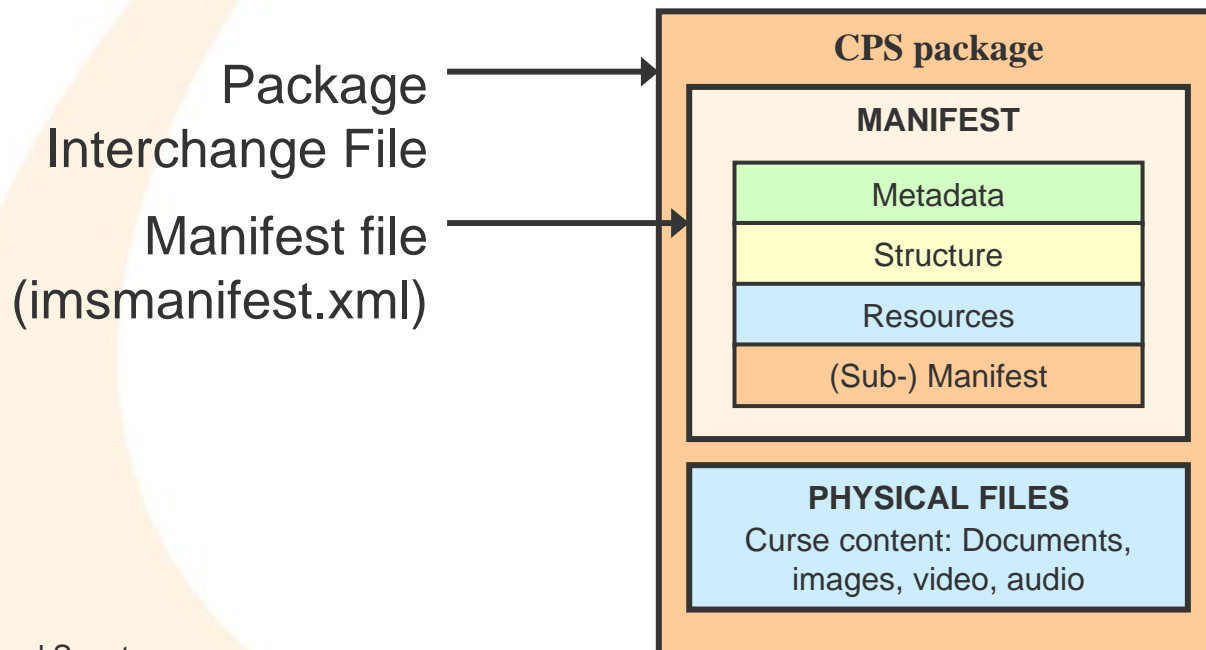 Package
Interchange File
Manifest file
(imsmanifest.xml)
CPS package
MANIFEST
Metadata
Structure
Resources
(Sub-) Manifest
PHYSICAL FILES
Curse content: Documents,
images, video, audio